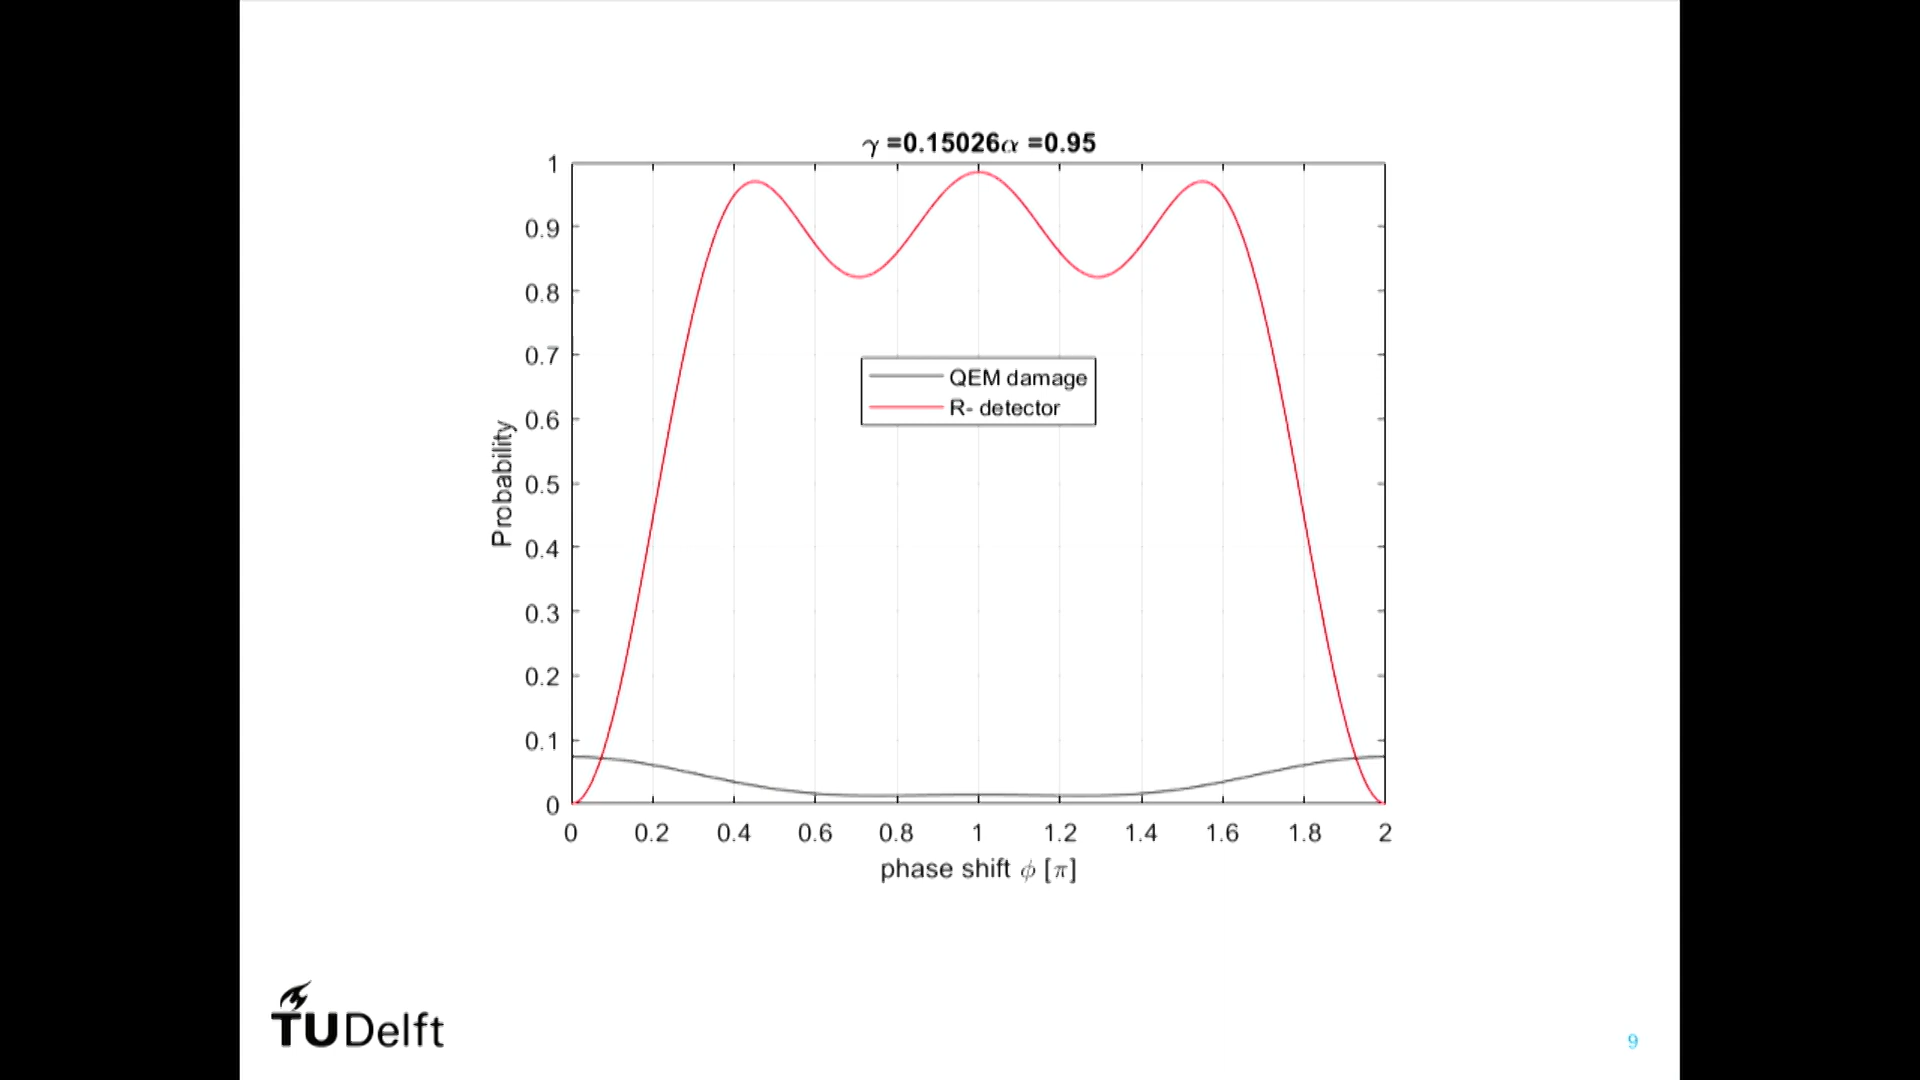 γ =0.15026α =0.95
1
0.9
0.8
0.7
0.6
0.5
0.4
0.3
0.2
0.1
0
Probability
QEM damage
R- detector
0 0.2 0.4 0.6 0.8 1 1.2 1.4 1.6 1.8 2
phase shift ϕ [π]
TUDelft
9